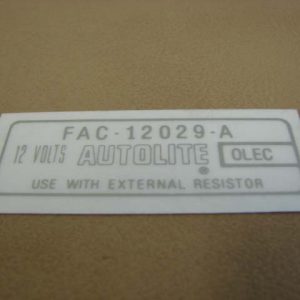 FAC-12029-A
12 VOLTS AUTOLITE® OLEC
USE WITH EXTERNAL RESISTOR